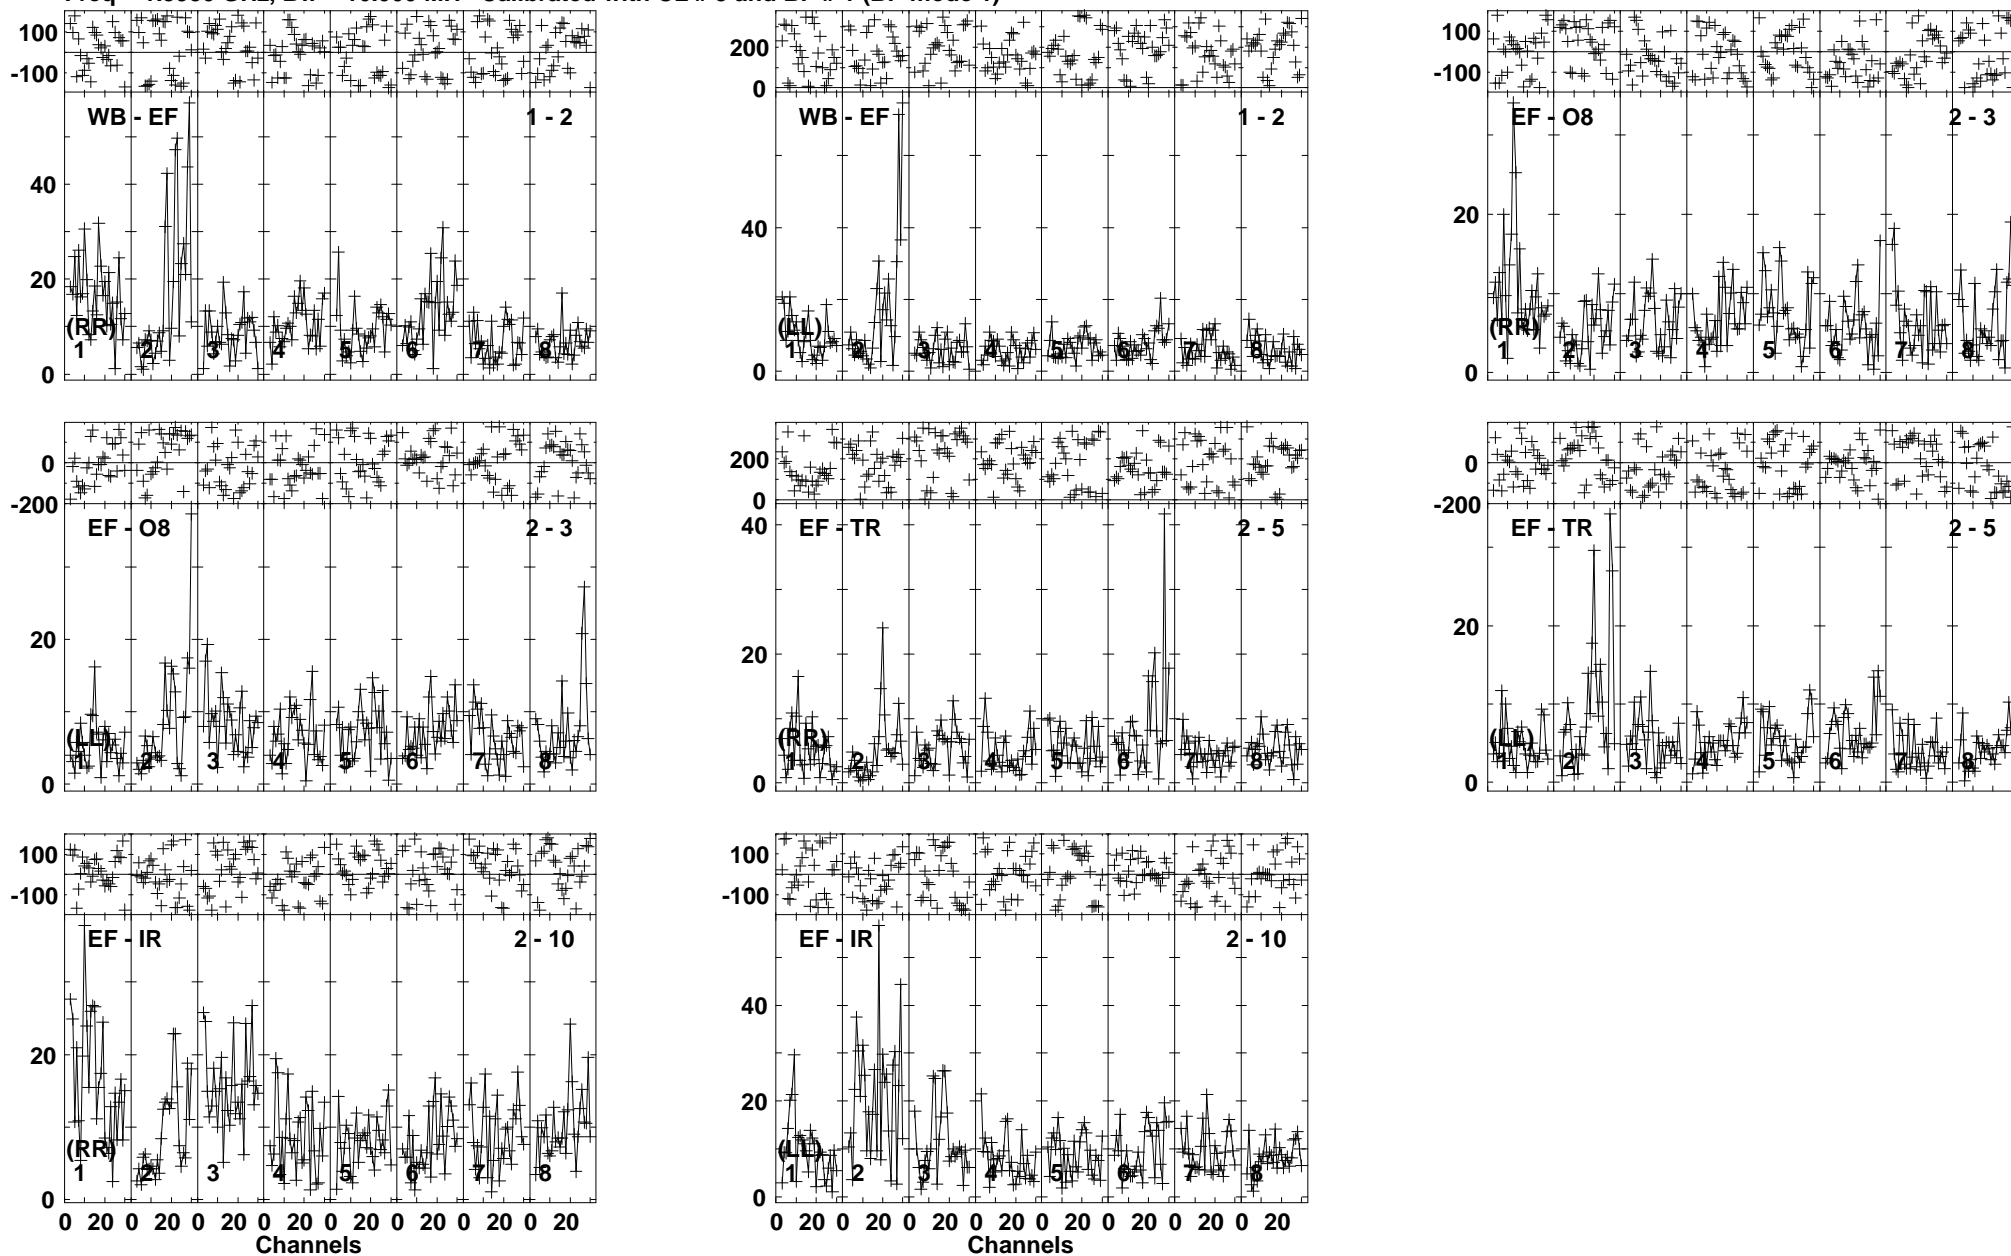 100 200 100
-100 0 -100
WB - EF 1 - 2 WB - EF 1 - 2 EF - O8 2 - 3
40 20 0 40 20 0 20 0
(RR) (LL) (RR)
1 2 3 4 5 6 7 8 1 2 3 4 5 6 7 8 1 2 3 4 5 6 7 8
0 -200 200 0 0 -200
EF - O8 2 - 3 EF - TR 2 - 5 EF - TR 2 - 5
20 0 40 20 0 20 0
(LL) (RR) (LL)
1 2 3 4 5 6 7 8 1 2 3 4 5 6 7 8 1 2 3 4 5 6 7 8
100 100
-100 -100
EF - IR 2 - 10 EF - IR 2 - 10
20 0 40 20 0
(RR) (LL)
1 2 3 4 5 6 7 8 1 2 3 4 5 6 7 8
0 20 0 20 0 20 0 20 0 20 0 20 0 20 0 20 0 20 0 20 0 20 0 20 0 20 0 20 0 20 0 20
Channels Channels